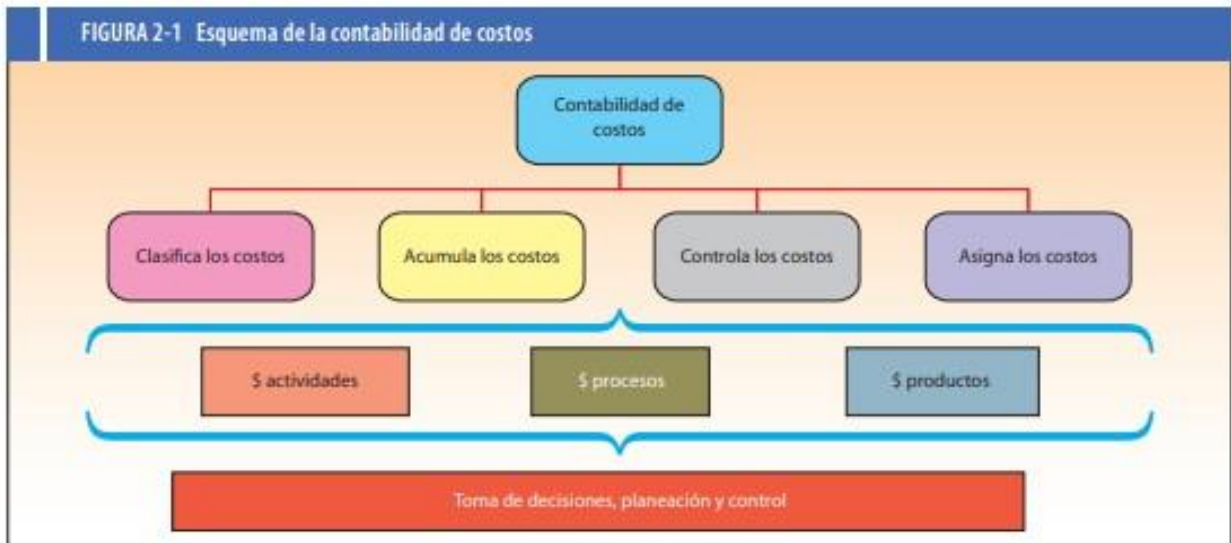 FIGURA 2-1 Esquema de la contabilidad de costos
Contabilidad de
costos
Clasifica los costos
Acumula los costos
Controla los costos
Asigna los costos
$ actividades
$ procesos
$ productos
Toma de decisiones, planeación y control